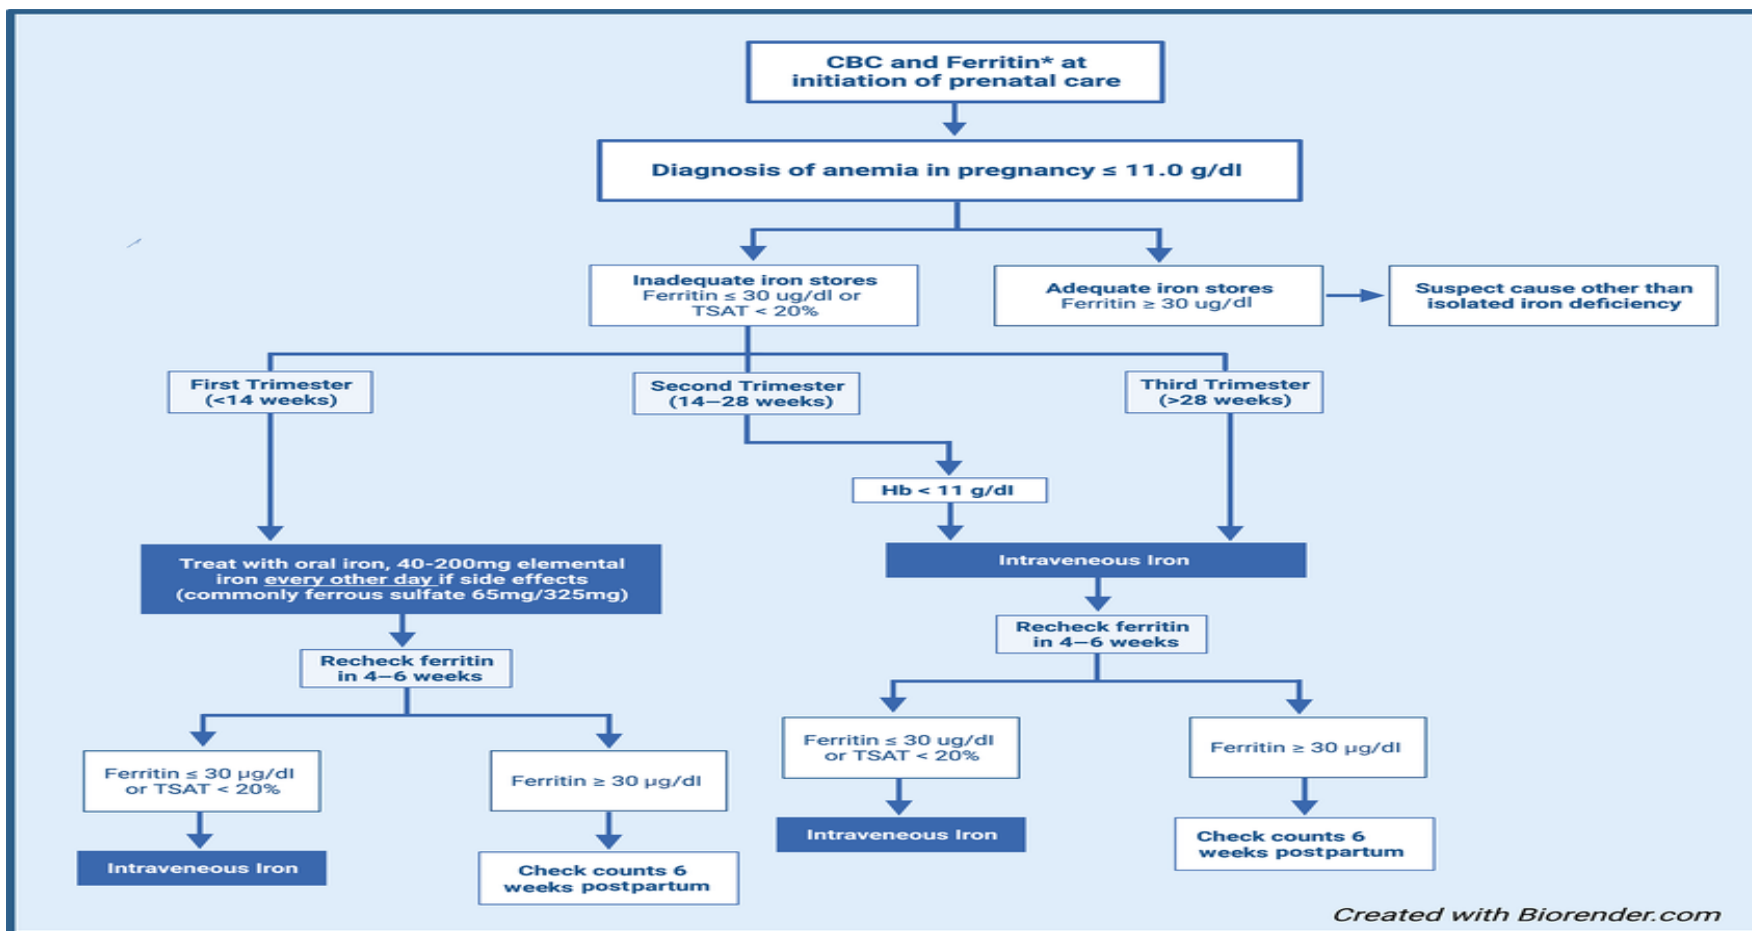 CBC and Ferritin* at
initiation of prenatal care
Diagnosis of anemia in pregnancy ≤ 11.0 g/dl
Inadequate iron stores
Ferritin ≤ 30 ug/dl or
TSAT < 20%
Adequate iron stores
Ferritin ≥ 30 ug/dl
Suspect cause other than
isolated iron deficiency
First Trimester
(<14 weeks)
Second Trimester
(14–28 weeks)
Third Trimester
(>28 weeks)
Hb < 11 g/dl
Treat with oral iron, 40-200mg elemental
iron every other day if side effects
(commonly ferrous sulfate 65mg/325mg)
Intraveneous Iron
Recheck ferritin
in 4–6 weeks
Recheck ferritin
in 4–6 weeks
Ferritin ≤ 30 µg/dl
or TSAT < 20%
Ferritin ≥ 30 µg/dl
Ferritin ≤ 30 ug/dl
or TSAT < 20%
Ferritin ≥ 30 µg/dl
Intraveneous Iron
Check counts 6
weeks postpartum
Intraveneous Iron
Check counts 6
weeks postpartum
Created with Biorender.com